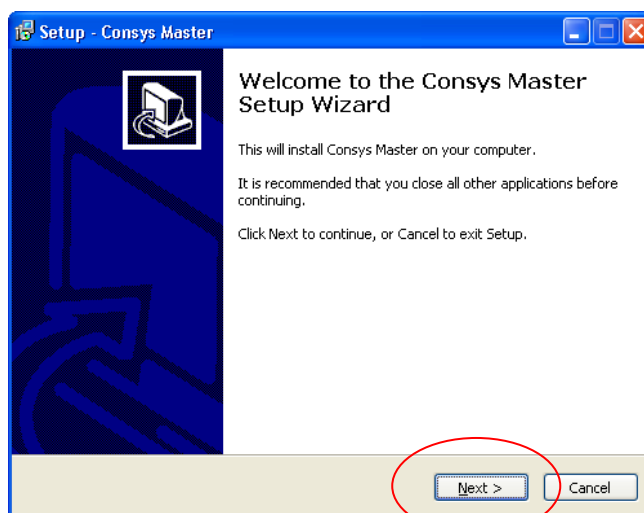 Setup - Consys Master
Welcome to the Consys Master
Setup Wizard
This will install Consys Master on your computer.
It is recommended that you close all other applications before
continuing.
Click Next to continue, or Cancel to exit Setup.
Next >
Cancel